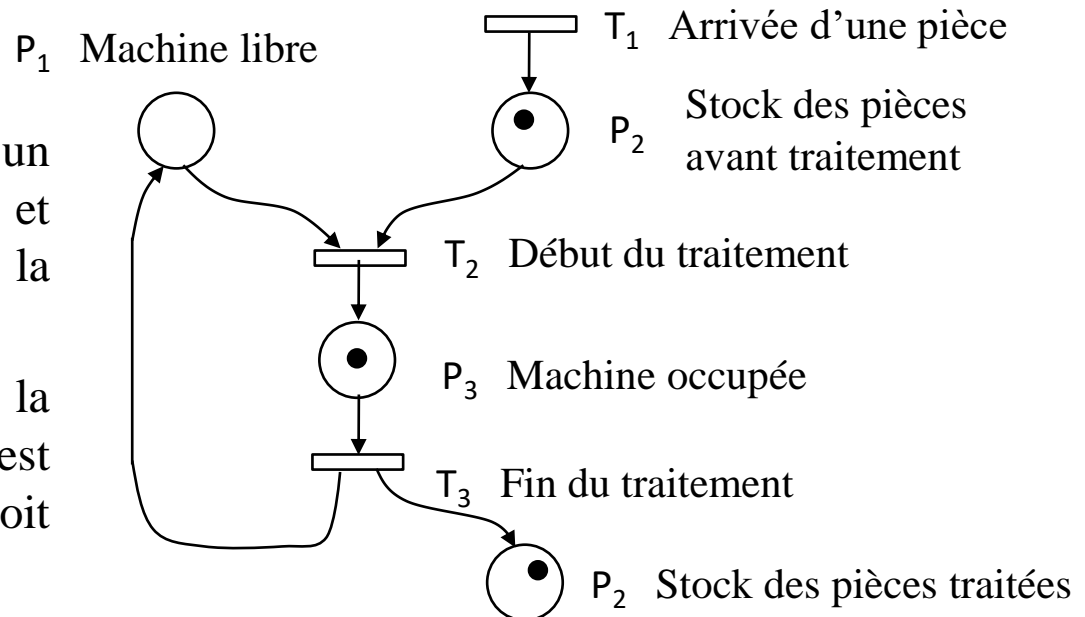 T₁ Arrivée d’une pièce
P₁ Machine libre
P₂ Stock des pièces
avant traitement
un
et
la
T₂ Début du traitement
P₃ Machine occupée
la
est
oit
T₃ Fin du traitement
P₂ Stock des pièces traitées